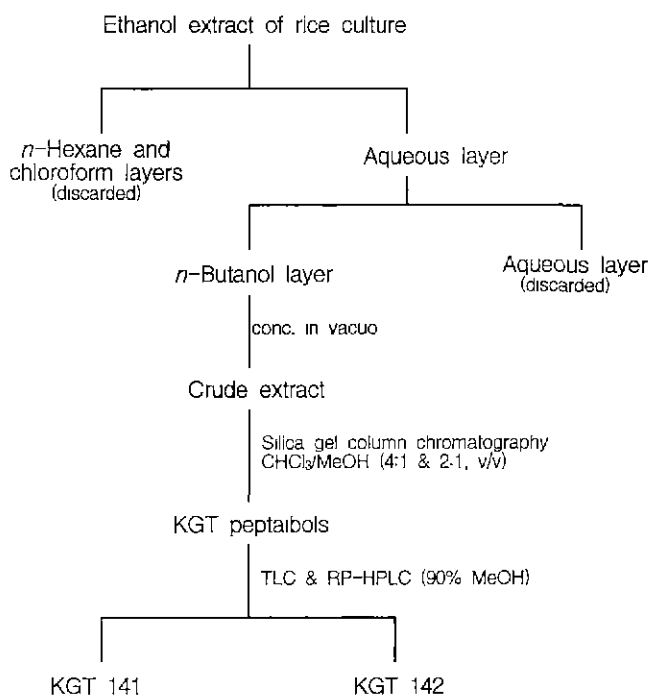 Ethanol extract of rice culture
n-Hexane and
chloroform layers
(discarded)
Aqueous layer
n-Butanol layer
Aqueous layer
(discarded)
conc. in vacuo
Crude extract
Silica gel column chromatography
CHCl₃/MeOH (4:1 & 2·1, v/v)
KGT peptaibols
TLC & RP-HPLC (90% MeOH)
KGT 141
KGT 142